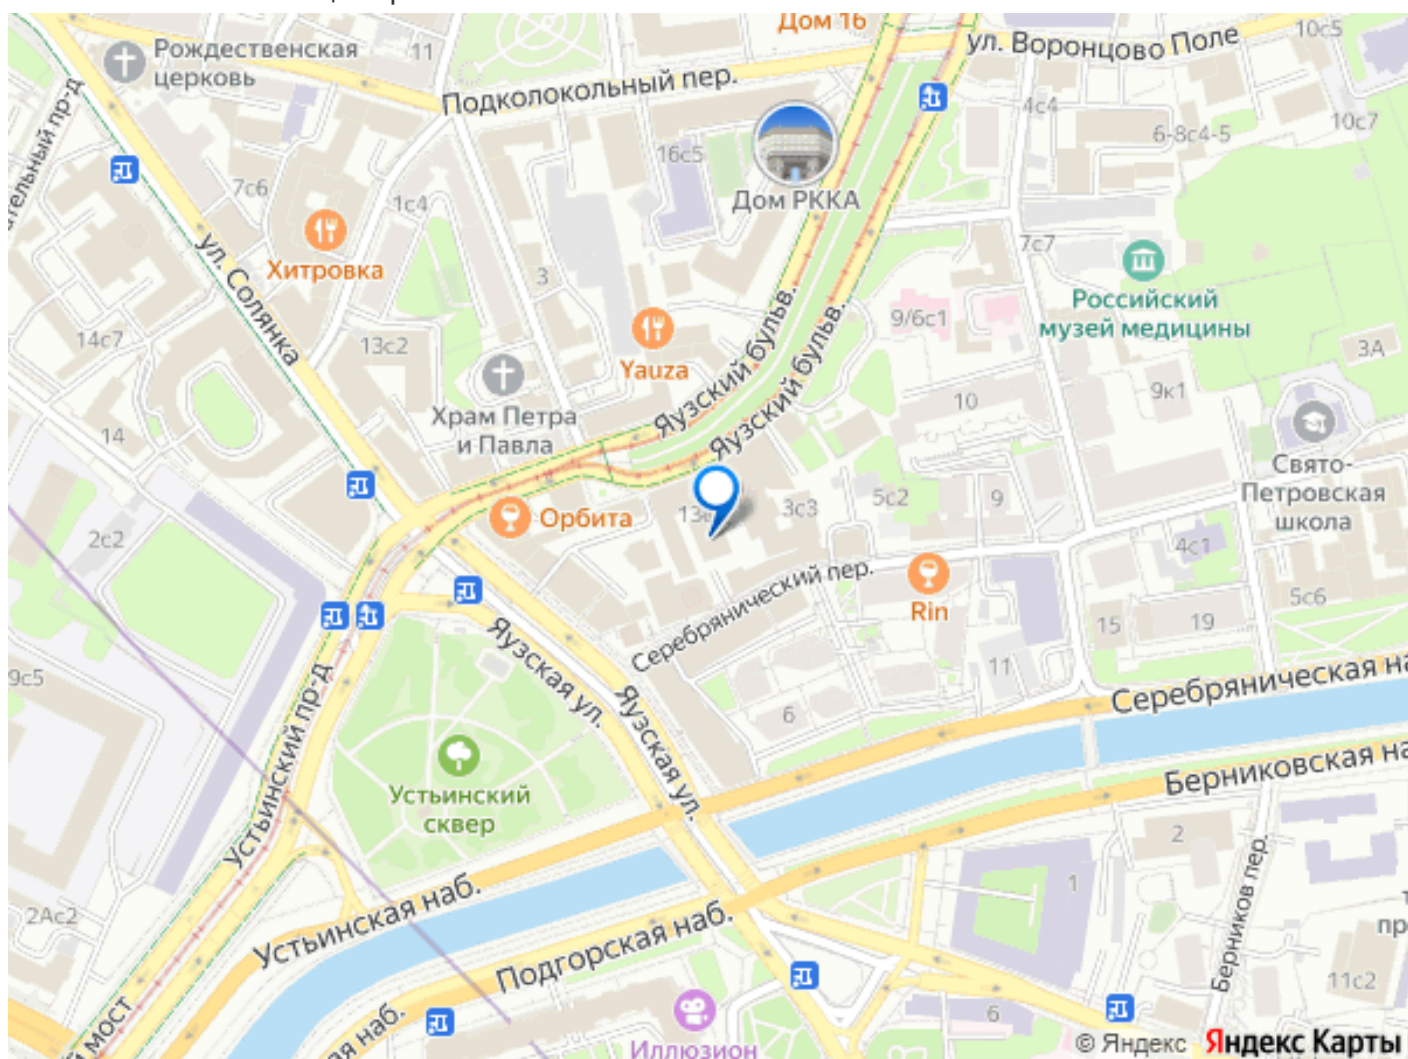 Дом 16
10с5
ул. Воронцово Поле
Рождественская
церковь
11
Подколокольный пер.
4с4
10с7
6-8с4-5
16с5
7с6
1с4
Дом РККА
ул. Солянка
Хитровка
3
7с7
Российский
музей медицины
9/6с1
14с7
13с2
Yauza
Яузский бульв.
Яузский бульв.
3А
9к1
10
Храм Петра
и Павла
14
Свято-
Петровская
школа
5с2
9
3с3
Орбита
2с2
4с1
Серебрянический пер.
Rin
5с6
15
19
Яузская ул.
Яузская ул.
11
9с5
Серебряническая на
6
Устьинский пр-д
Берниковская на
Устьинский
сквер
2
1
Берников пер.
2Ас2
Устьинская наб.
Подгорская наб.
пр
11с2
6
мост
ая наб.
Иллюзион
© Яндекс Яндекс Карты